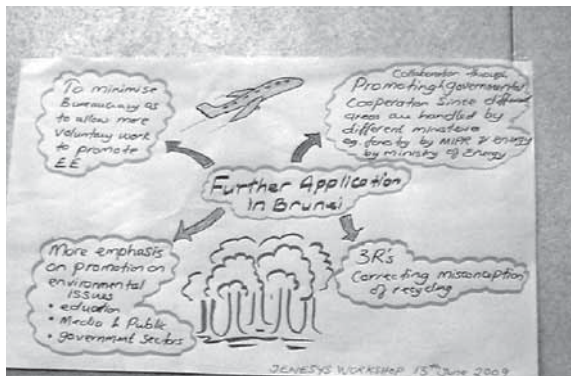 To minimise
Bureaucracy as
to allow more
voluntary work
to promote
EE
Collaboration through
Promoting governmental
Cooperation since different
areas are handled by
different ministries
eg. forestry by MIPR & energy
by ministry of Energy
Further Application
In Brunei
More emphasis
on promotion on
environmental
issues
• education
• Media & Public
• government sectors
3R's
Correcting misconception
of recycling
JENESYS WORKSHOP 13th June 2009